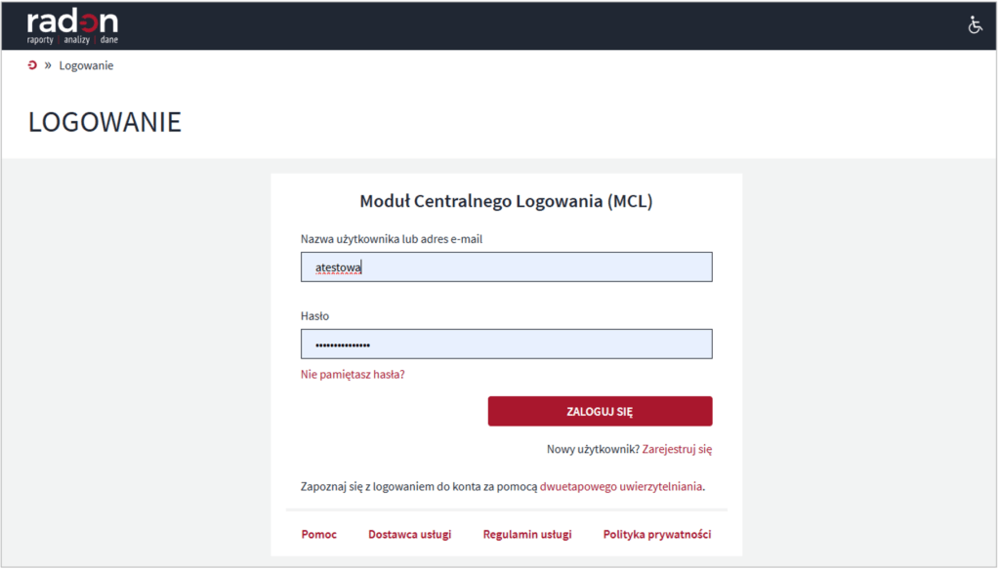 radon
raporty | analizy | dane
» Logowanie
LOGOWANIE
Moduł Centralnego Logowania (MCL)
Nazwa użytkownika lub adres e-mail
atestowa
Hasło
•••••••••••••••
Nie pamiętasz hasła?
ZALOGUJ SIĘ
Nowy użytkownik? Zarejestruj się
Zapoznaj się z logowaniem do konta za pomocą dwuetapowego uwierzytelniania.
Pomoc Dostawca usługi Regulamin usługi Polityka prywatności